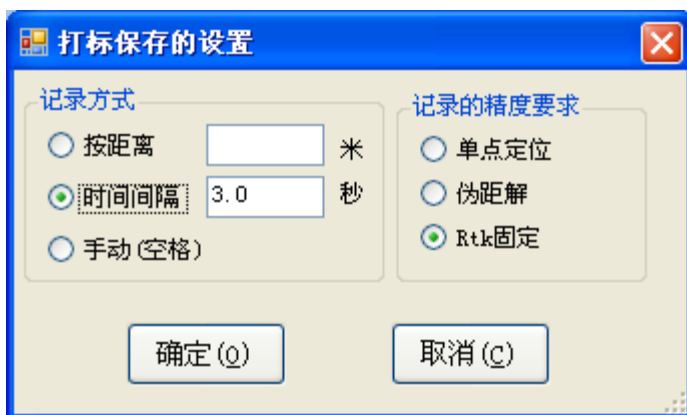 打标保存的设置
记录方式
按距离 米
时间间隔 3.0 秒
手动(空格)
记录的精度要求
单点定位
伪距解
Rtk固定
确定(O) 取消(C)